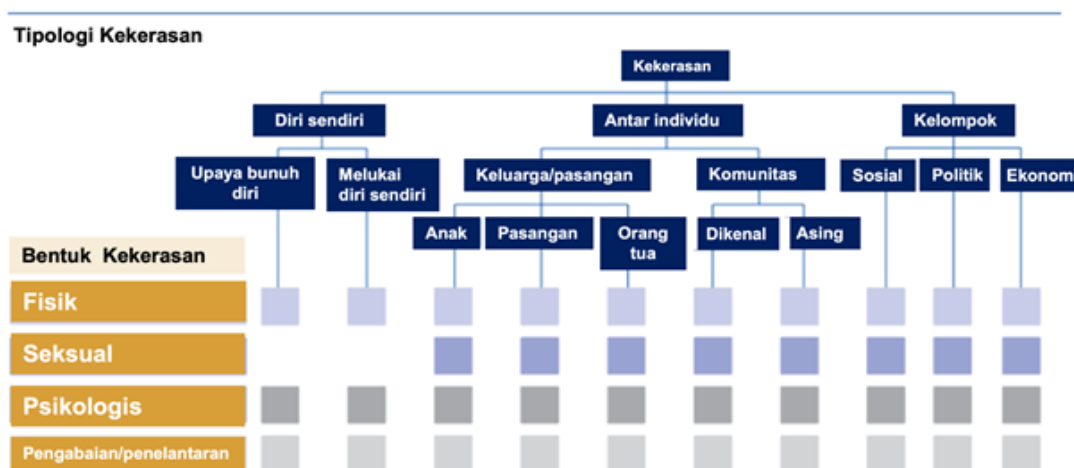 Tipologi Kekerasan
Kekerasan
Diri sendiri
Antar individu
Kelompok
Upaya bunuh
diri
Melukai
diri sendiri
Keluarga/pasangan
Komunitas
Sosial
Politik
Ekonom
Anak
Pasangan
Orang
tua
Dikenal
Asing
Bentuk Kekerasan
Fisik
Seksual
Psikologis
Pengabaian/penelantaran